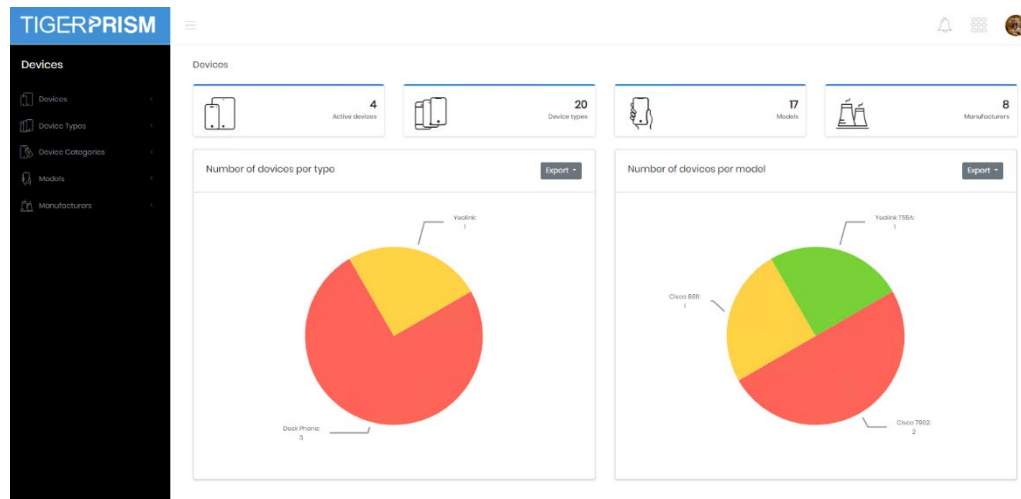 TIGERPRISM
Devices
Devices
Device Types
Device Categories
Models
Manufacturers
Devices
4
Active devices
20
Device types
17
Models
8
Manufacturers
Number of devices per type
Export
Yealink:
1
Desk Phone:
3
Number of devices per model
Export
Yealink T55A:
1
Cisco 8811:
1
Cisco 7962:
2